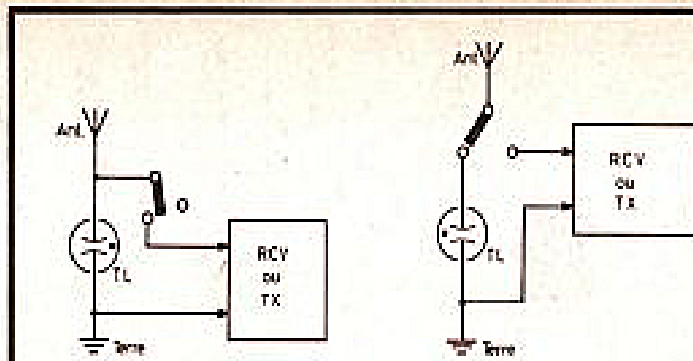 Ant.
O
RCV
ou
TX
TL
Terre
Ant.
RCV
ou
TX
TL
Terre